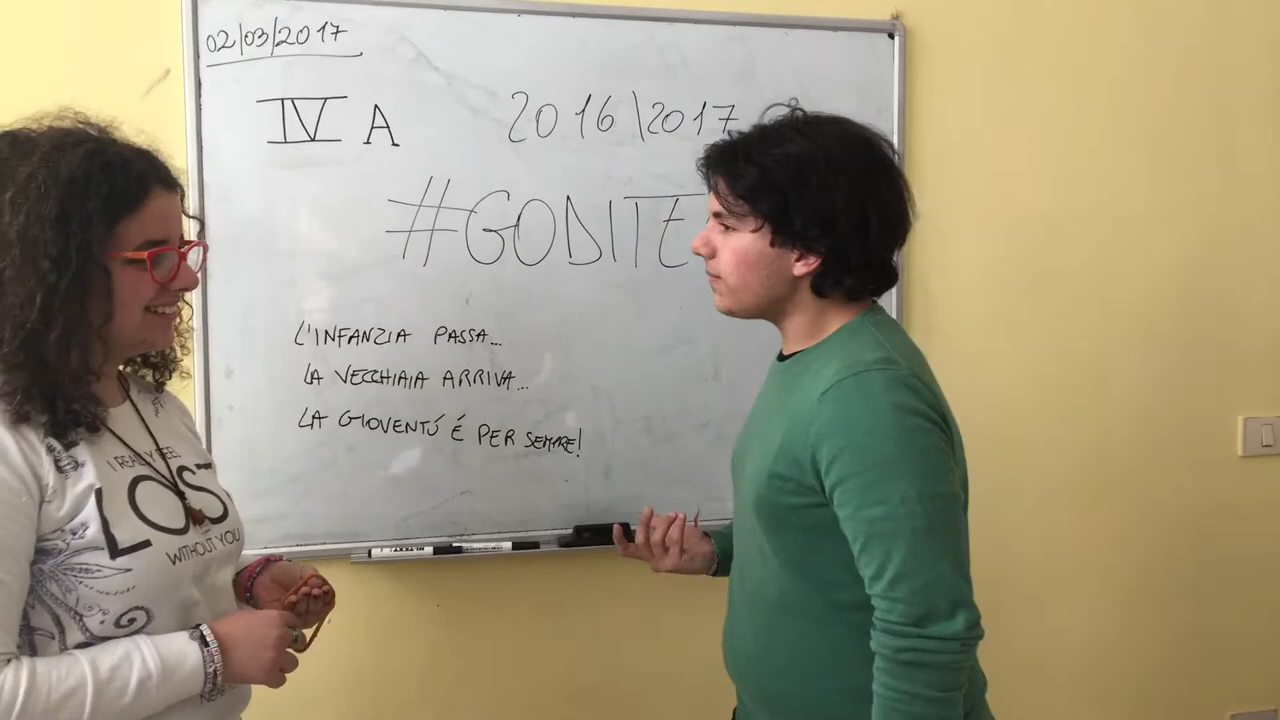 02/03/2017
IV A
2016\2017
#GODITE
L'INFANZIA PASSA...
LA VECCHIAIA ARRIVA...
LA GIOVENTÚ É PER SEMPRE!
I REALLY FEEL
LOST
WITHOUT YOU